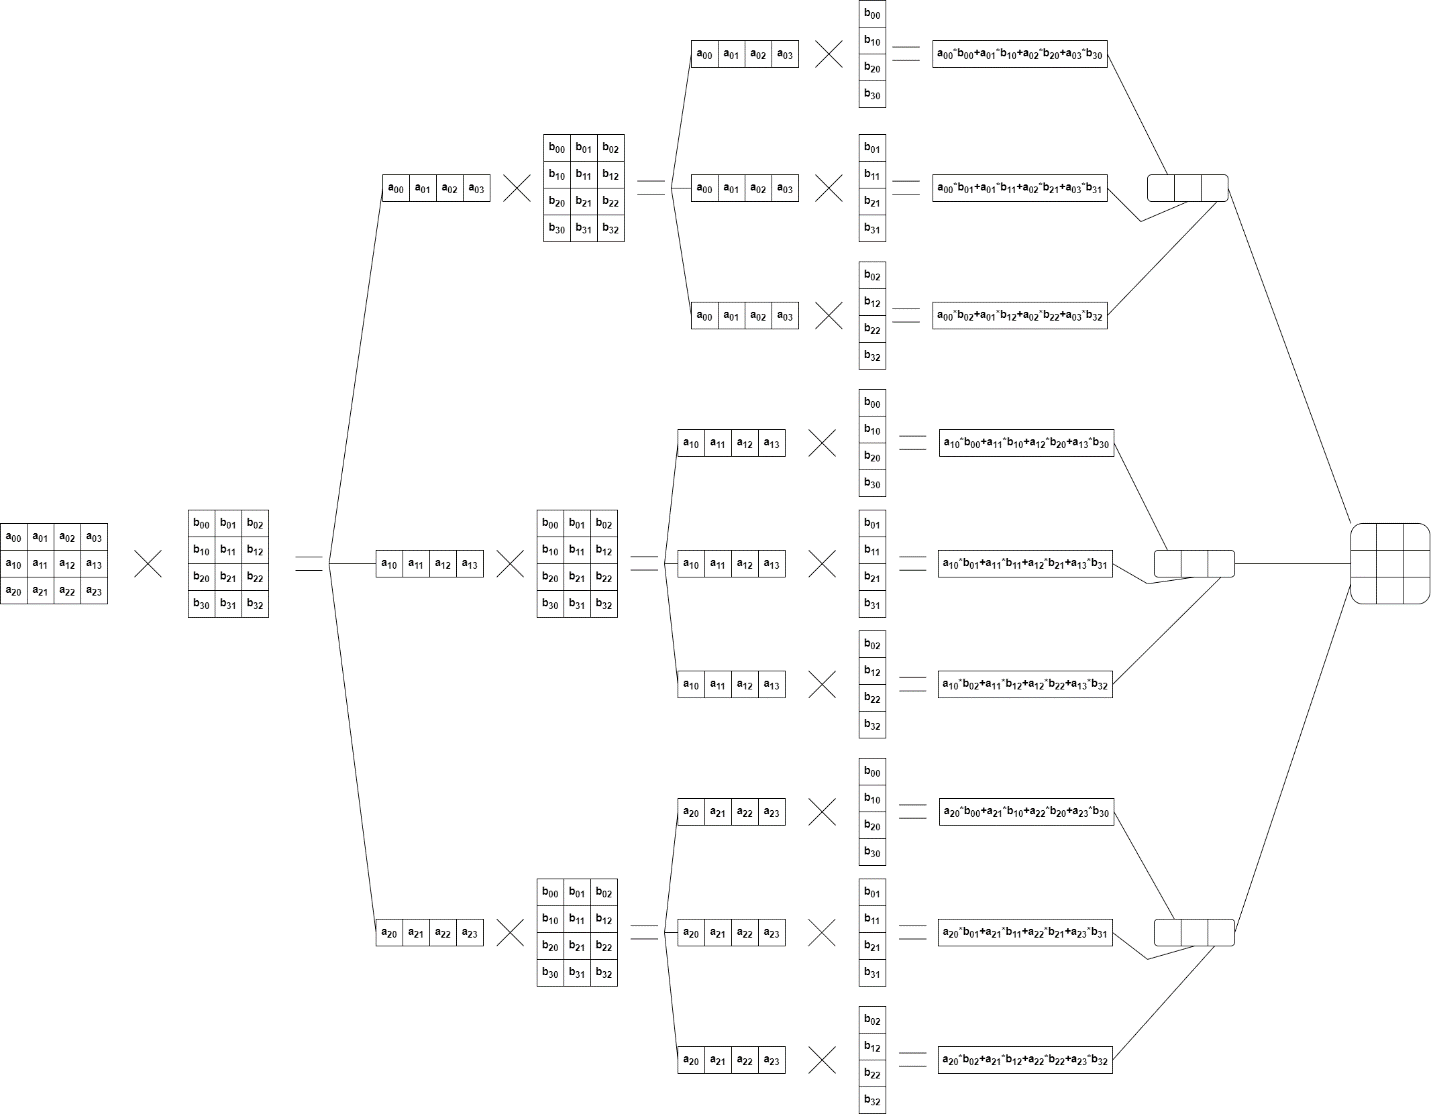 a00 a01 a02 a03
a10 a11 a12 a13
a20 a21 a22 a23
b00 b01 b02
b10 b11 b12
b20 b21 b22
b30 b31 b32
a00 a01 a02 a03
b00 b01 b02
b10 b11 b12
b20 b21 b22
b30 b31 b32
a00 a01 a02 a03
b00
b10
b20
b30
a00*b00+a01*b10+a02*b20+a03*b30
a00 a01 a02 a03
b01
b11
b21
b31
a00*b01+a01*b11+a02*b21+a03*b31
a00 a01 a02 a03
b02
b12
b22
b32
a00*b02+a01*b12+a02*b22+a03*b32
a10 a11 a12 a13
b00 b01 b02
b10 b11 b12
b20 b21 b22
b30 b31 b32
a10 a11 a12 a13
b00
b10
b20
b30
a10*b00+a11*b10+a12*b20+a13*b30
a10 a11 a12 a13
b01
b11
b21
b31
a10*b01+a11*b11+a12*b21+a13*b31
a10 a11 a12 a13
b02
b12
b22
b32
a10*b02+a11*b12+a12*b22+a13*b32
a20 a21 a22 a23
b00 b01 b02
b10 b11 b12
b20 b21 b22
b30 b31 b32
a20 a21 a22 a23
b00
b10
b20
b30
a20*b00+a21*b10+a22*b20+a23*b30
a20 a21 a22 a23
b01
b11
b21
b31
a20*b01+a21*b11+a22*b21+a23*b31
a20 a21 a22 a23
b02
b12
b22
b32
a20*b02+a21*b12+a22*b22+a23*b32